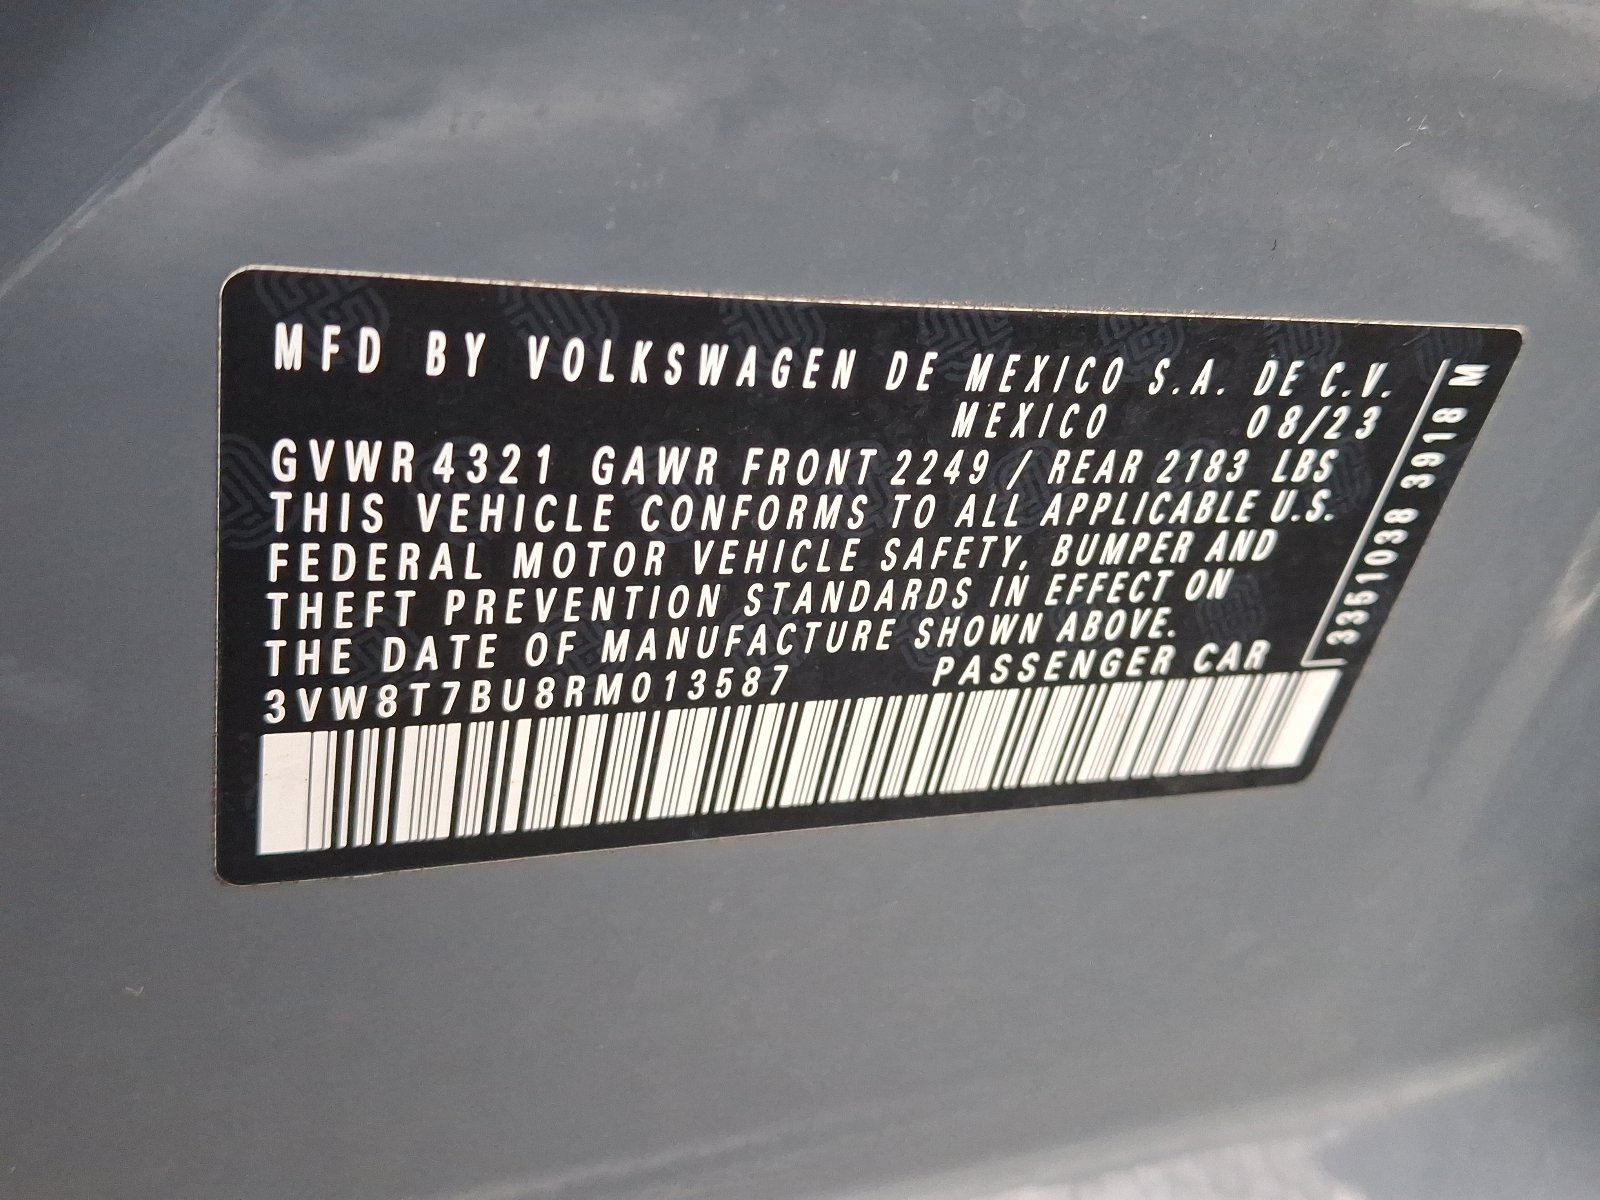 MFD BY VOLKSWAGEN DE MEXICO S.A. DE C.V.
MEXICO 08/23
GVWR 4321 GAWR FRONT 2249 / REAR 2183 LBS
THIS VEHICLE CONFORMS TO ALL APPLICABLE U.S.
FEDERAL MOTOR VEHICLE SAFETY, BUMPER AND
THEFT PREVENTION STANDARDS IN EFFECT ON
THE DATE OF MANUFACTURE SHOWN ABOVE.
3VW8T7BU8RM013587 PASSENGER CAR
3351038 3918 M